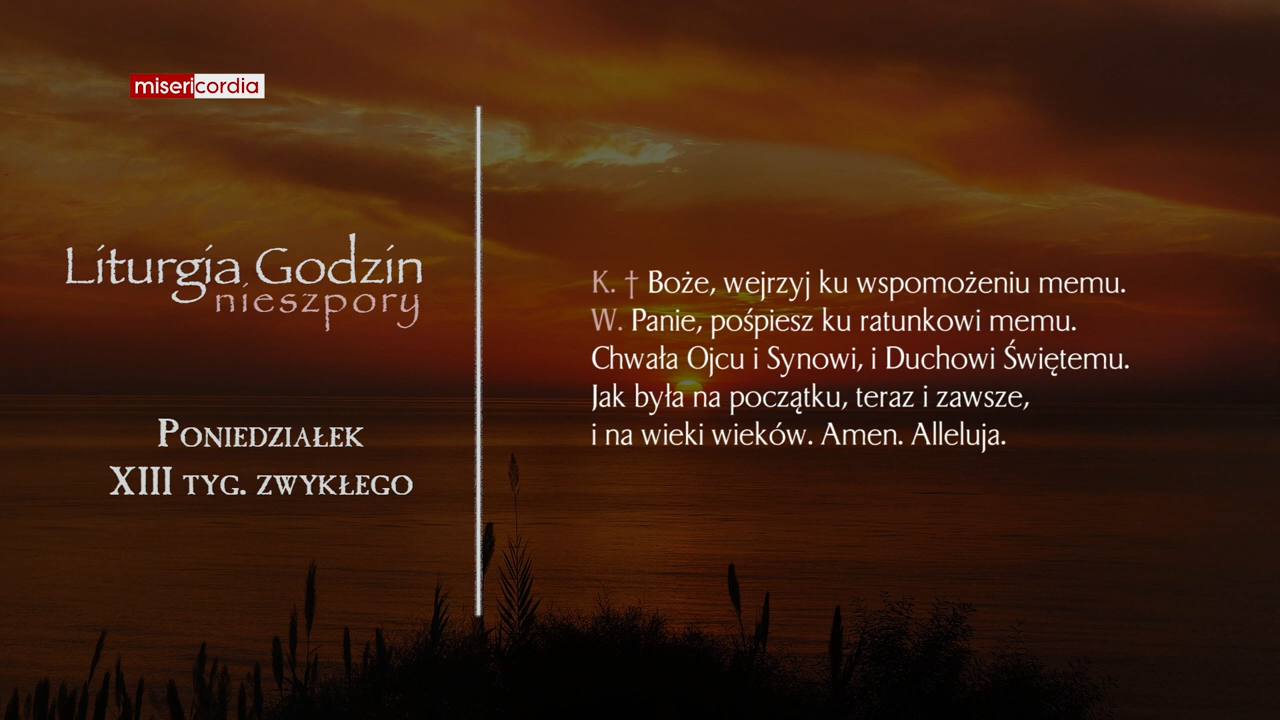 misericordia
Liturgia Godzin
nieszpory
Poniedziałek
XIII tyg. zwykłego
K. † Boże, wejrzyj ku wspomożeniu memu.
W. Panie, pośpiesz ku ratunkowi memu.
Chwała Ojcu i Synowi, i Duchowi Świętemu.
Jak była na początku, teraz i zawsze,
i na wieki wieków. Amen. Alleluja.